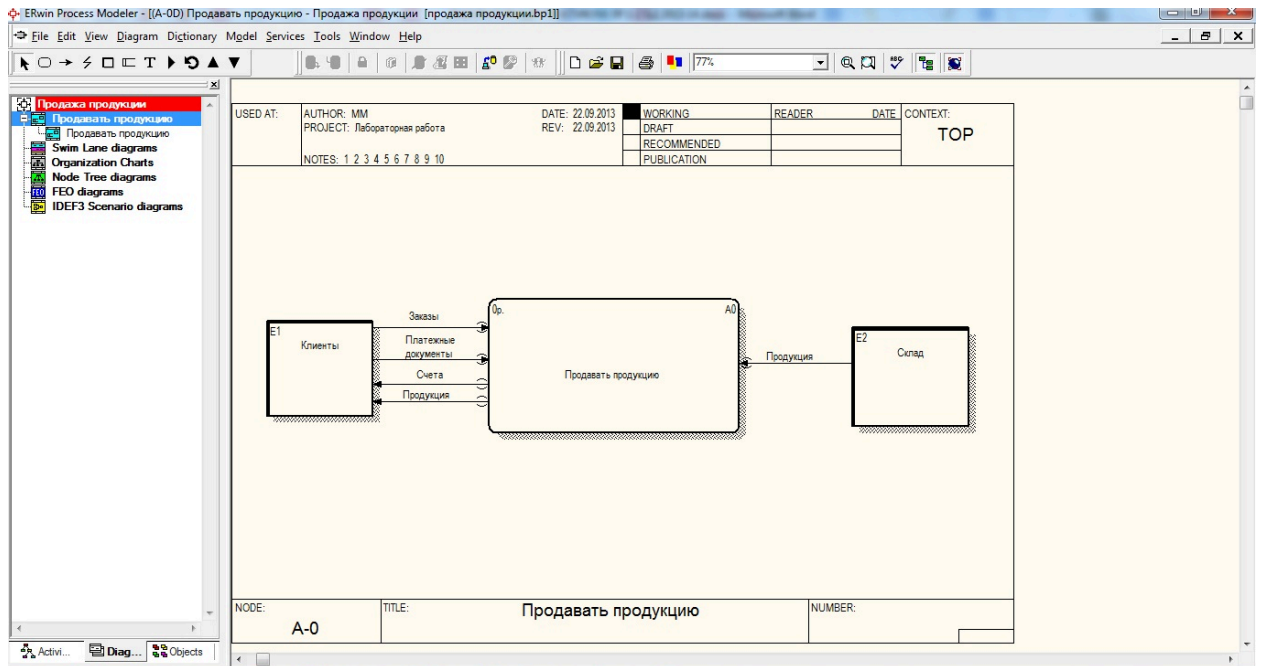 ERwin Process Modeler - [(A-0D) Продавать продукцию - Продажа продукции [продажа продукции.bp1]]
File Edit View Diagram Dictionary Model Services Tools Window Help
T
77%
Продажа продукции
Продавать продукцию
Продавать продукцию
Swim Lane diagrams
Organization Charts
Node Tree diagrams
FEO diagrams
IDEF3 Scenario diagrams
Activi... Diag... Objects
USED AT: AUTHOR: ММ DATE: 22.09.2013 WORKING READER DATE CONTEXT:
PROJECT: Лабораторная работа REV: 22.09.2013 DRAFT
TOP
RECOMMENDED
NOTES: 1 2 3 4 5 6 7 8 9 10 PUBLICATION
E1
Клиенты
Заказы
Платежные
документы
Счета
Продукция
0р. A0
Продавать продукцию
Продукция
E2
Склад
NODE: TITLE: NUMBER:
A-0 Продавать продукцию